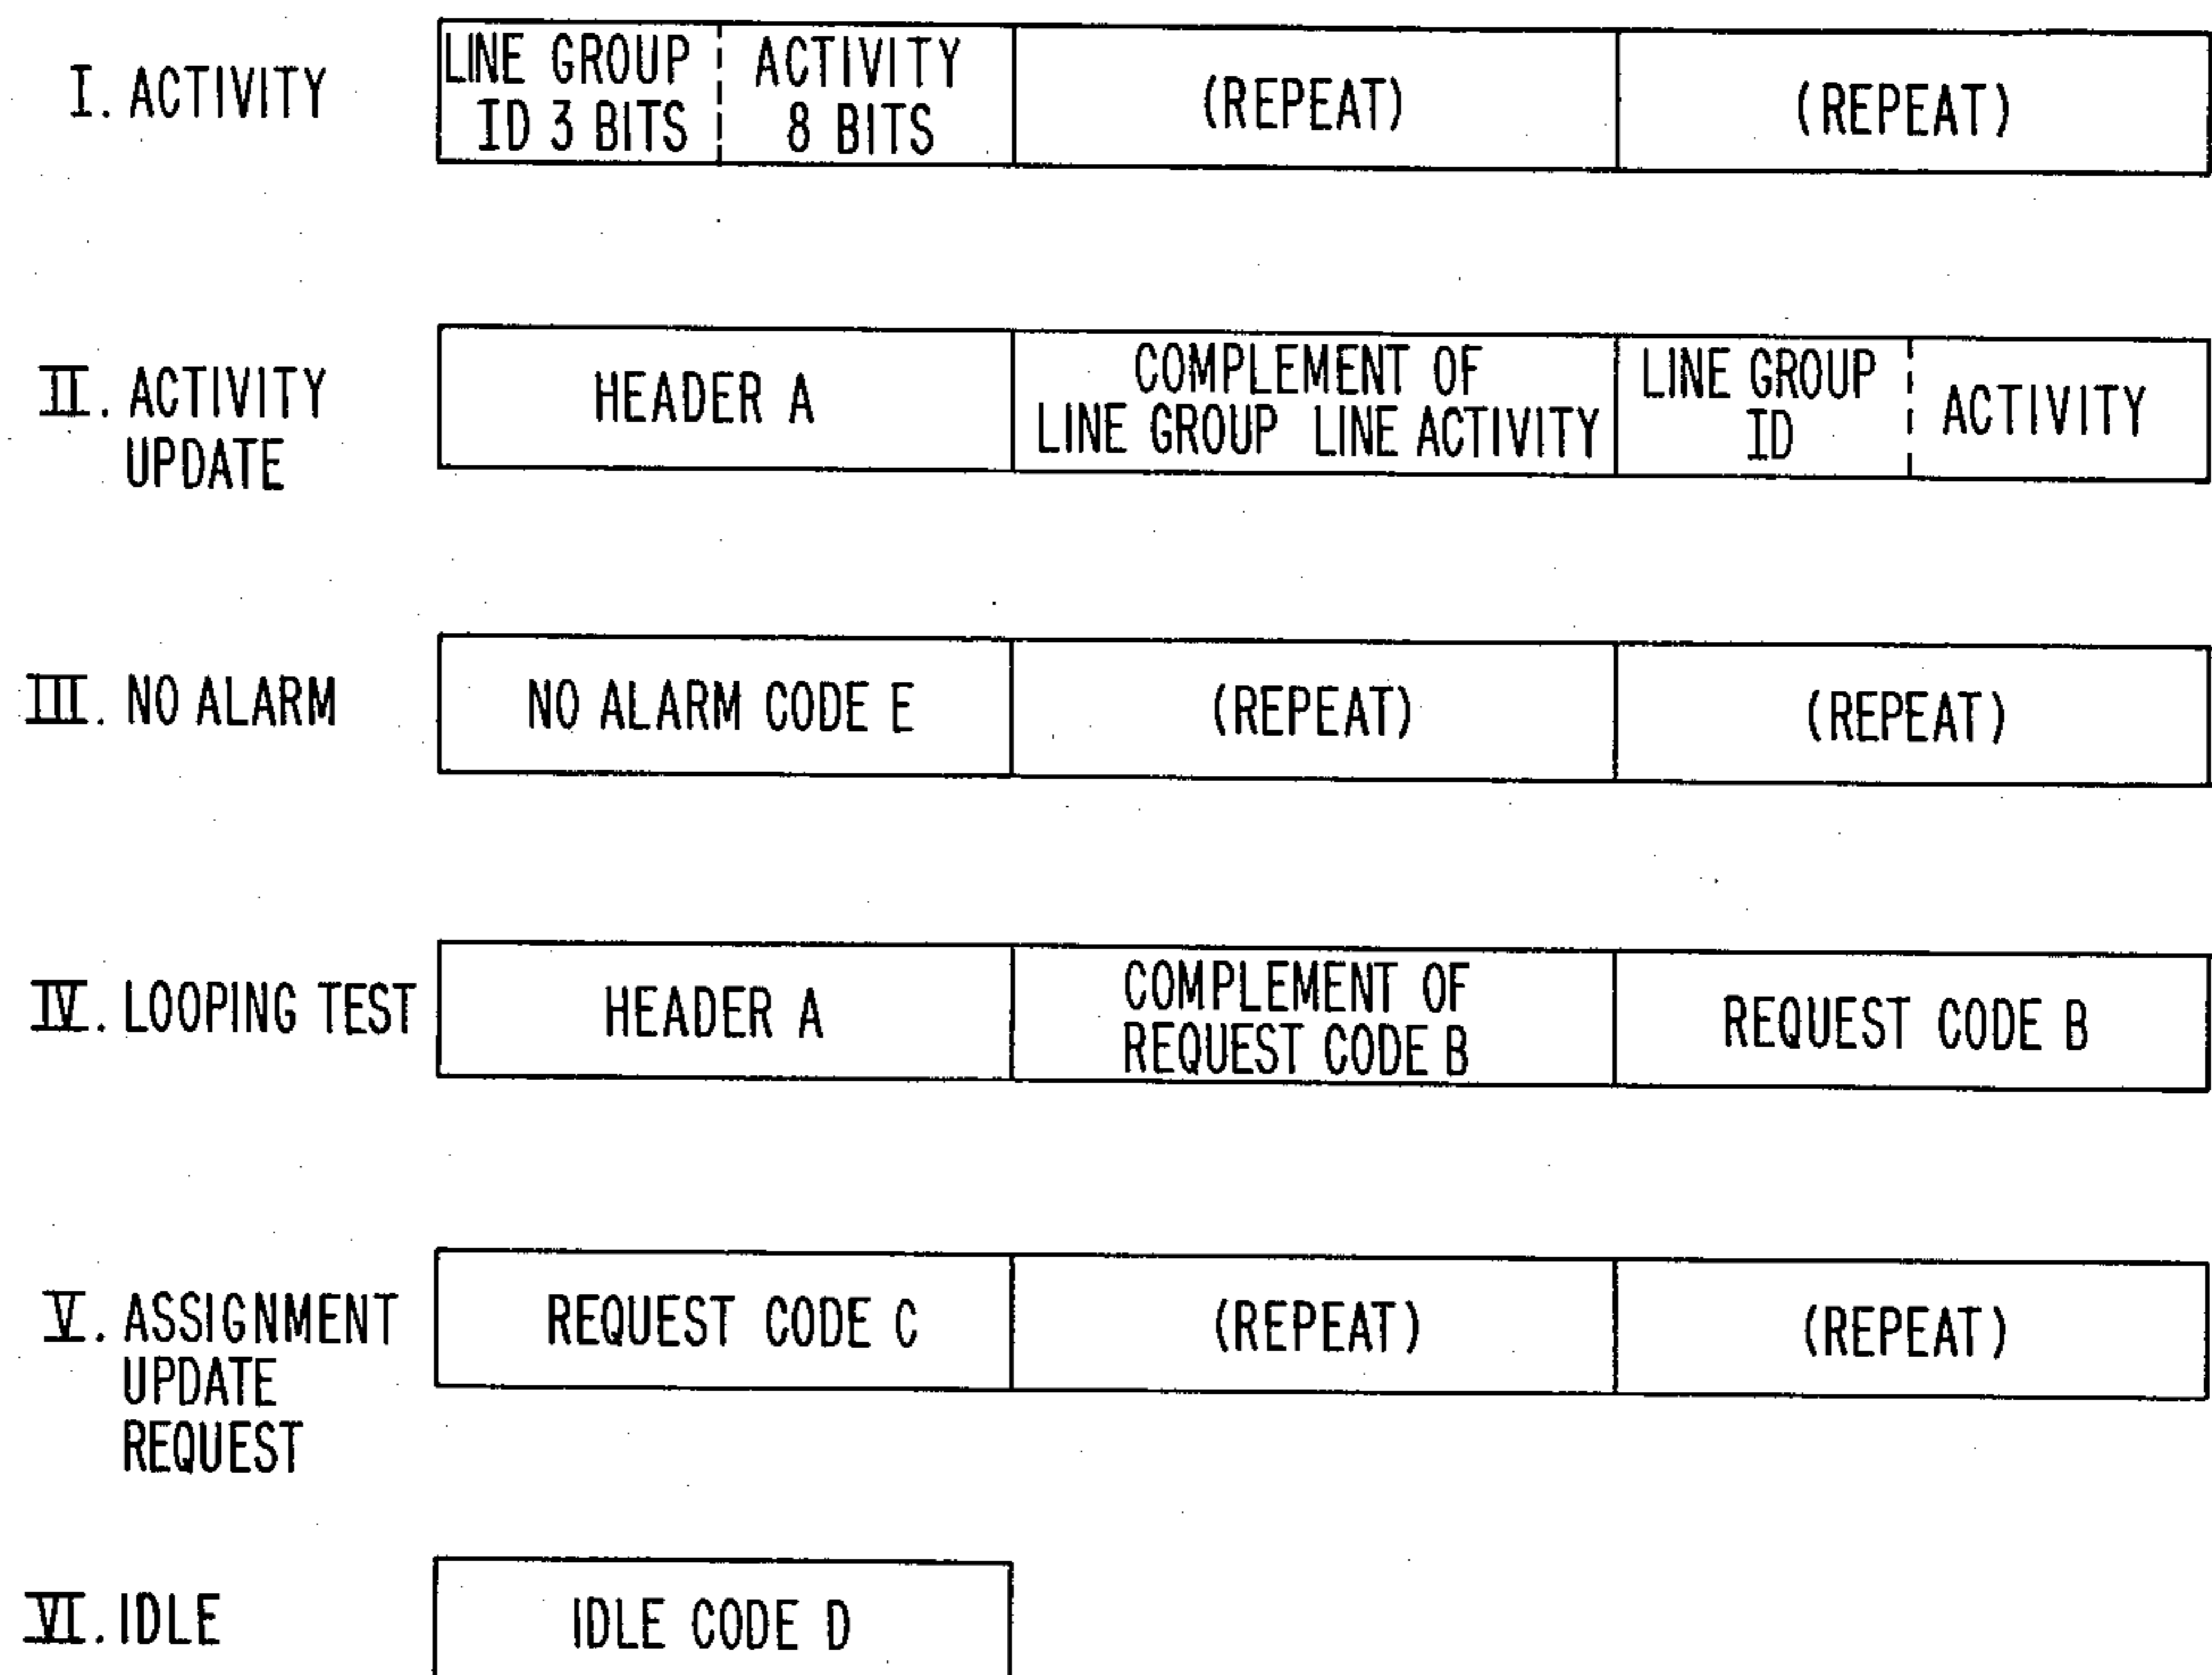 I. ACTIVITY
LINE GROUP
ID 3 BITS
ACTIVITY
8 BITS
(REPEAT)
(REPEAT)
II. ACTIVITY
UPDATE
HEADER A
COMPLEMENT OF
LINE GROUP LINE ACTIVITY
LINE GROUP
ID
ACTIVITY
III. NO ALARM
NO ALARM CODE E
(REPEAT)
(REPEAT)
IV. LOOPING TEST
HEADER A
COMPLEMENT OF
REQUEST CODE B
REQUEST CODE B
V. ASSIGNMENT
UPDATE
REQUEST
REQUEST CODE C
(REPEAT)
(REPEAT)
VI. IDLE
IDLE CODE D